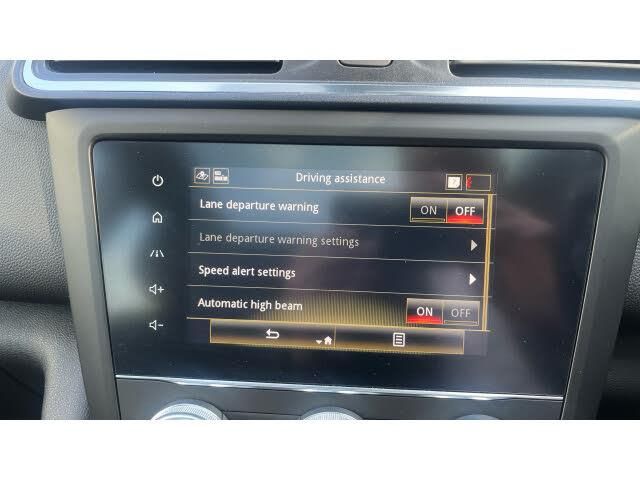 Driving assistance
Lane departure warning ON OFF
Lane departure warning settings
Speed alert settings
Automatic high beam ON OFF